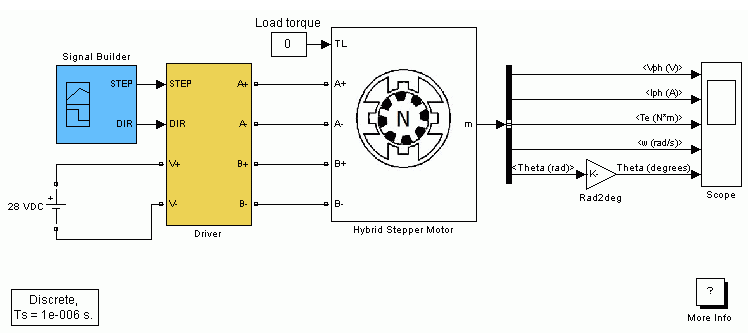 Load torque
0
Signal Builder
STEP
DIR
STEP
DIR
V+
V-
A+
A-
B+
B-
Driver
28 VDC
+
TL
A+
A-
B+
B-
N
m
Hybrid Stepper Motor
<Vph (V)>
<Iph (A)>
<Te (N*m)>
<w (rad/s)>
<Theta (rad)>
K-
Rad2deg
Theta (degrees)
Scope
Discrete,
Ts = 1e-006 s.
?
More Info